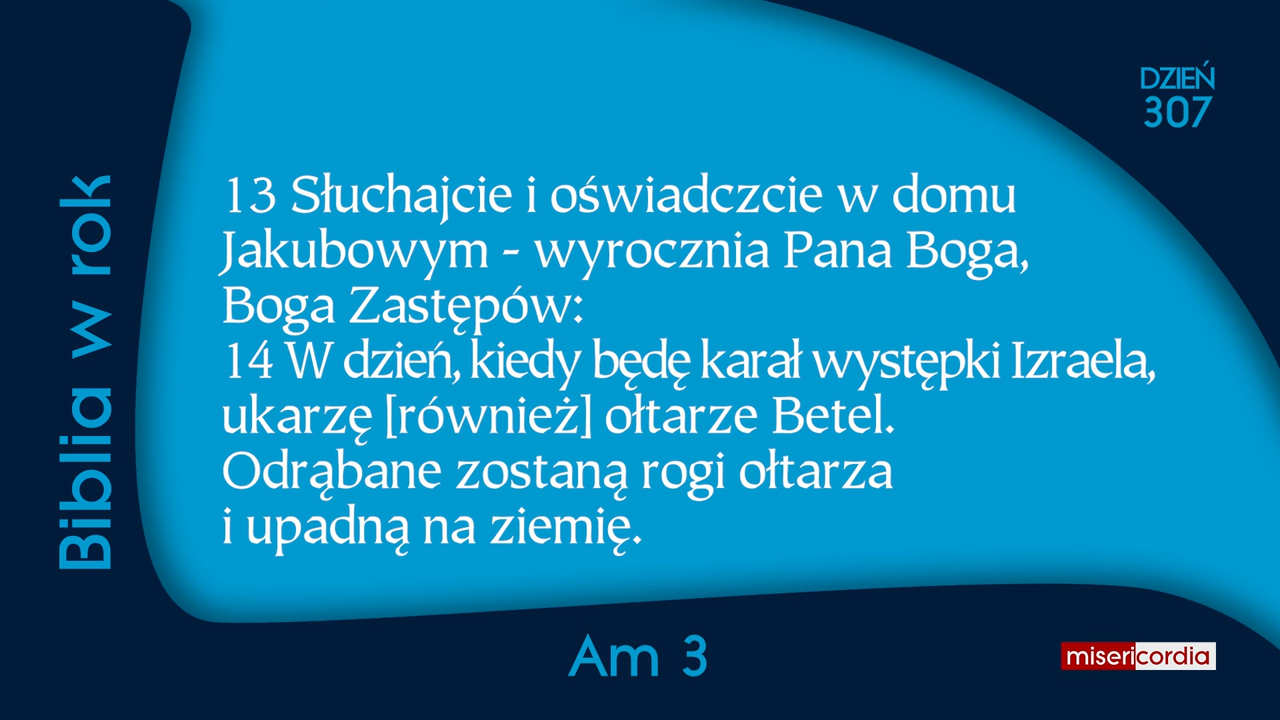 DZIEŃ
307
Biblia w rok
13 Słuchajcie i oświadczcie w domu
Jakubowym - wyrocznia Pana Boga,
Boga Zastępów:
14 W dzień, kiedy będę karał występki Izraela,
ukarzę [również] ołtarze Betel.
Odrąbane zostaną rogi ołtarza
i upadną na ziemię.
Am 3
misericordia